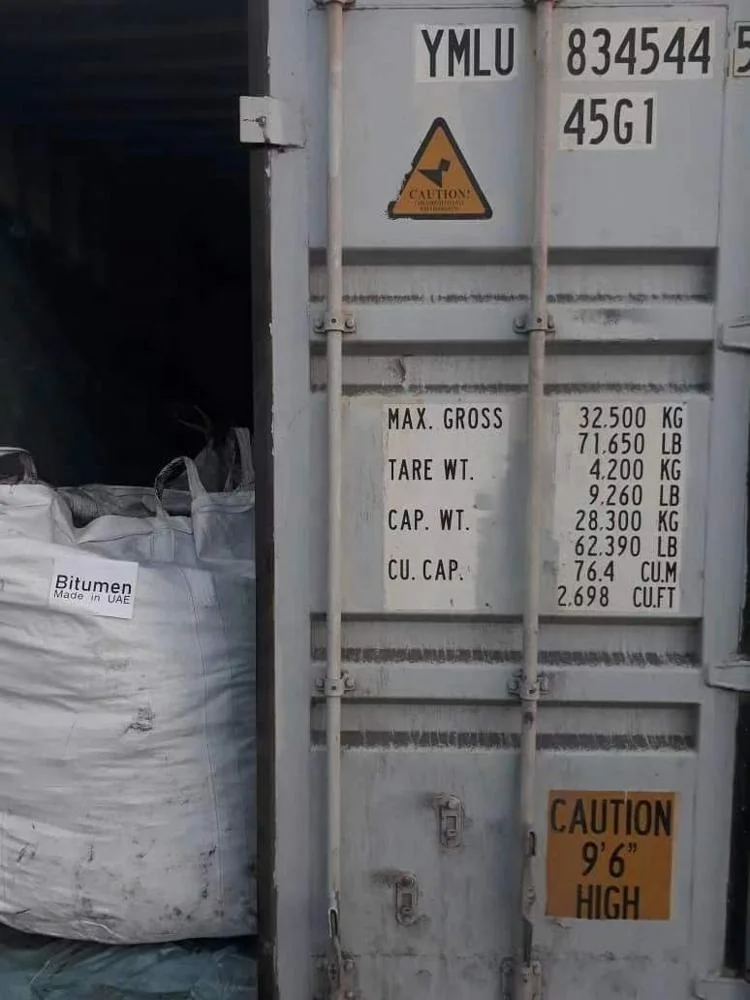 YMLU 834544 5
45G1
CAUTION!
MAX. GROSS 32.500 KG
71.650 LB
TARE WT. 4.200 KG
9.260 LB
CAP. WT. 28.300 KG
62.390 LB
CU. CAP. 76.4 CU.M
2.698 CU.FT
Bitumen
Made in UAE
CAUTION
9'6"
HIGH